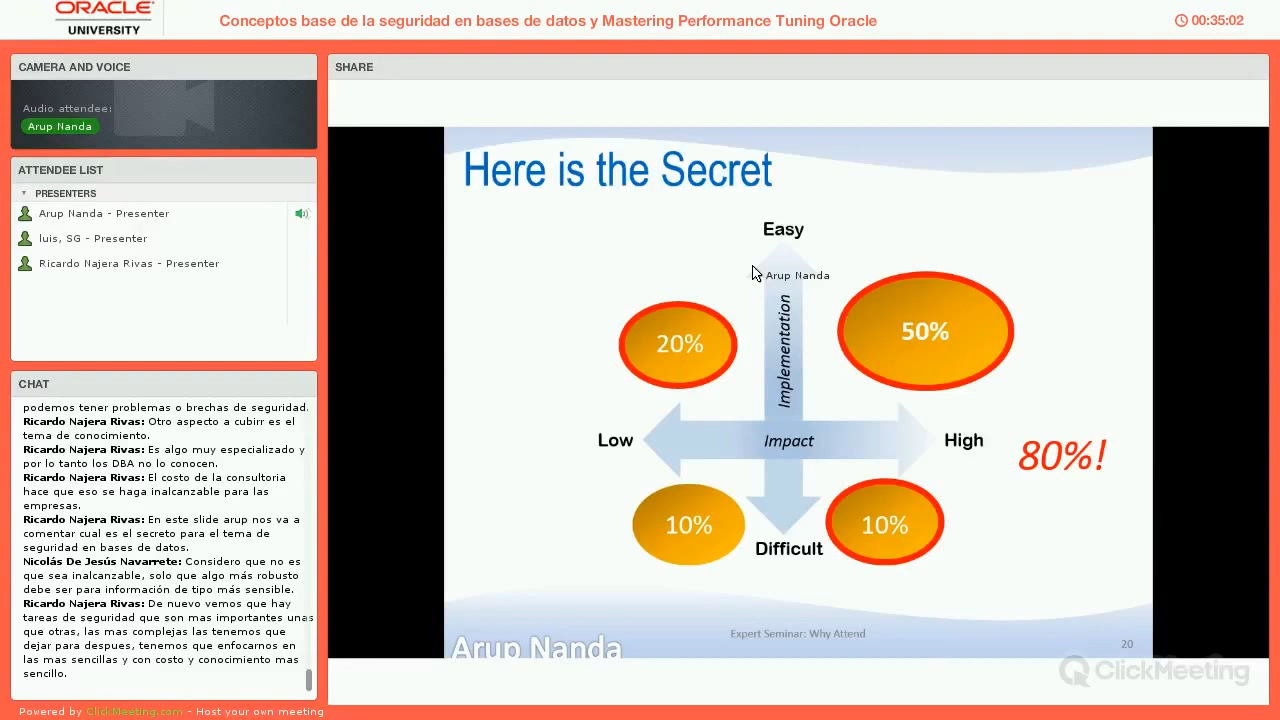 ORACLE
UNIVERSITY
Conceptos base de la seguridad en bases de datos y Mastering Performance Tuning Oracle
00:35:02
CAMERA AND VOICE
Audio attendee:
Arup Nanda
ATTENDEE LIST
PRESENTERS
Arup Nanda - Presenter
luis, SG - Presenter
Ricardo Najera Rivas - Presenter
CHAT
podemos tener problemas o brechas de seguridad.
Ricardo Najera Rivas: Otro aspecto a cubirr es el
tema de conocimiento.
Ricardo Najera Rivas: Es algo muy especializado y
por lo tanto los DBA no lo conocen.
Ricardo Najera Rivas: El costo de la consultoria
hace que eso se haga inalcanzable para las
empresas.
Ricardo Najera Rivas: En este slide arup nos va a
comentar cual es el secreto para el tema de
seguridad en bases de datos.
Nicolás De Jesús Navarrete: Considero que no es
que sea inalcanzable, solo que algo más robusto
debe ser para información de tipo más sensible.
Ricardo Najera Rivas: De nuevo vemos que hay
tareas de seguridad que son mas importantes unas
que otras, las mas complejas las tenemos que
dejar para despues, tenemos que enfocarnos en
las mas sencillas y con costo y conocimiento mas
sencillo.
SHARE
Here is the Secret
Easy
Arup Nanda
Implementation
20%
50%
Low
Impact
High
80%!
10%
10%
Difficult
Expert Seminar: Why Attend
20
Arup Nanda
ClickMeeting
Powered by ClickMeeting.com - Host your own meeting